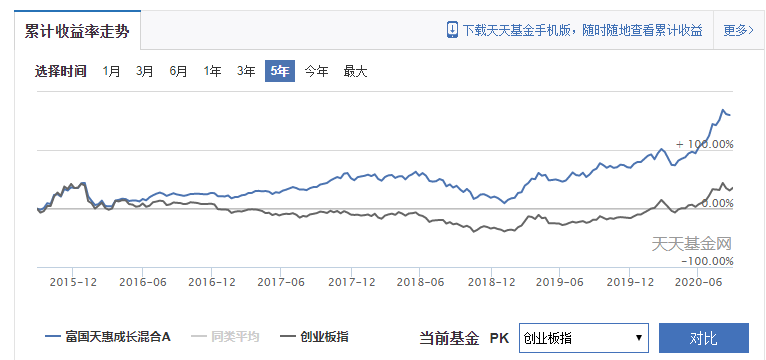 累计收益率走势
下载天天基金手机版，随时随地查看累计收益 更多>
选择时间 1月 3月 6月 1年 3年 5年 今年 最大
+ 100.00%
0.00%
天天基金网
-100.00%
2015-12 2016-06 2016-12 2017-06 2017-12 2018-06 2018-12 2019-06 2019-12 2020-06
富国天惠成长混合A 同类平均 创业板指 当前基金 PK 创业板指 对比